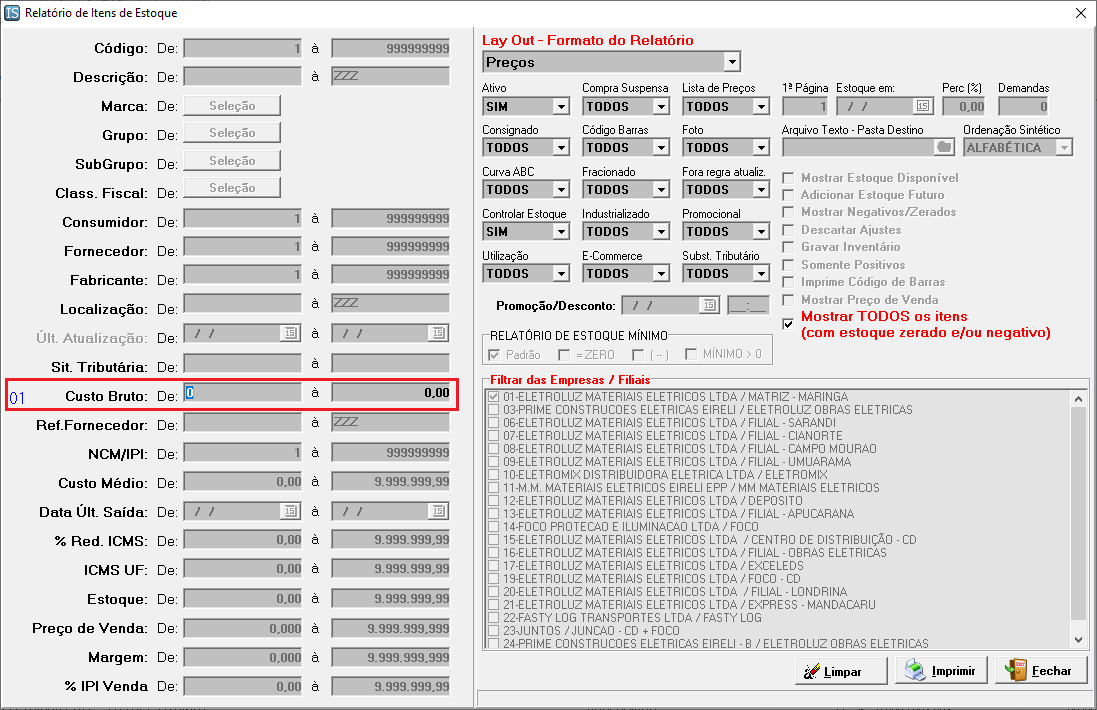 Relatório de Itens de Estoque
Código: De: 1 à 999999999
Descrição: De: à ZZZ
Marca: De: Seleção
Grupo: De: Seleção
SubGrupo: De: Seleção
Class. Fiscal: De: Seleção
Consumidor: De: 1 à 999999999
Fornecedor: De: 1 à 999999999
Fabricante: De: 1 à 999999999
Localização: De: à ZZZ
Últ. Atualização: De: / / 15 à / / 15
Sit. Tributária: De: à
01 Custo Bruto: De: 0 à 0,00
Ref.Fornecedor: De: à ZZZ
NCM/IPI: De: 1 à 999999999
Custo Médio: De: 0,00 à 9.999.999,99
Data Últ. Saída: De: / / 15 à / / 15
% Red. ICMS: De: 0,00 à 9.999.999,99
ICMS UF: De: 0,00 à 9.999.999,99
Estoque: De: 0,00 à 9.999.999,99
Preço de Venda: De: 0,000 à 9.999.999,999
Margem: De: 0,000 à 9.999.999,999
% IPI Venda De: 0,00 à 9.999.999,99
Lay Out - Formato do Relatório
Preços
Ativo Compra Suspensa Lista de Preços 1ª Página Estoque em: Perc (%) Demandas
SIM TODOS TODOS 1 / / 15 0,00 0
Consignado Código Barras Foto Arquivo Texto - Pasta Destino Ordenação Sintético
TODOS TODOS TODOS ALFABÉTICA
Curva ABC Fracionado Fora regra atualiz.
TODOS TODOS TODOS
Controlar Estoque Industrializado Promocional
SIM TODOS TODOS
Utilização E-Commerce Subst. Tributário
TODOS TODOS TODOS
Mostrar Estoque Disponível
Adicionar Estoque Futuro
Mostrar Negativos/Zerados
Descartar Ajustes
Gravar Inventário
Somente Positivos
Imprime Código de Barras
Mostrar Preço de Venda
Mostrar TODOS os itens
(com estoque zerado e/ou negativo)
Promoção/Desconto: / / 15 __:__
RELATÓRIO DE ESTOQUE MÍNIMO
Padrão = ZERO ( -- ) MÍNIMO > 0
Filtrar das Empresas / Filiais
01-ELETROLUZ MATERIAIS ELETRICOS LTDA / MATRIZ - MARINGA
03-PRIME CONSTRUCOES ELETRICAS EIRELI / ELETROLUZ OBRAS ELETRICAS
06-ELETROLUZ MATERIAIS ELETRICOS LTDA / FILIAL - SARANDI
07-ELETROLUZ MATERIAIS ELETRICOS LTDA / FILIAL - CIANORTE
08-ELETROLUZ MATERIAIS ELETRICOS LTDA / FILIAL - CAMPO MOURAO
09-ELETROLUZ MATERIAIS ELETRICOS LTDA / FILIAL - UMUARAMA
10-ELETROMIX DISTRIBUIDORA ELETRICA LTDA / ELETROMIX
11-M.M. MATERIAIS ELETRICOS EIRELI EPP / MM MATERIAIS ELETRICOS
12-ELETROLUZ MATERIAIS ELETRICOS LTDA / DEPOSITO
13-ELETROLUZ MATERIAIS ELETRICOS LTDA / FILIAL - APUCARANA
14-FOCO PROTECAO E ILUMINACAO LTDA / FOCO
15-ELETROLUZ MATERIAIS ELETRICOS LTDA / CENTRO DE DISTRIBUIÇÃO - CD
16-ELETROLUZ MATERIAIS ELETRICOS LTDA / FILIAL - OBRAS ELETRICAS
17-ELETROLUZ MATERIAIS ELETRICOS LTDA / EXCELEDS
19-ELETROLUZ MATERIAIS ELETRICOS LTDA / FOCO - CD
20-ELETROLUZ MATERIAIS ELETRICOS LTDA / FILIAL - LONDRINA
21-ELETROLUZ MATERIAIS ELETRICOS LTDA / EXPRESS - MANDACARU
22-FASTY LOG TRANSPORTES LTDA / FASTY LOG
23JUNTOS / JUNCAO - CD + FOCO
24-PRIME CONSTRUCOES ELETRICAS EIRELI - B / ELETROLUZ OBRAS ELETRICAS
Limpar Imprimir Fechar